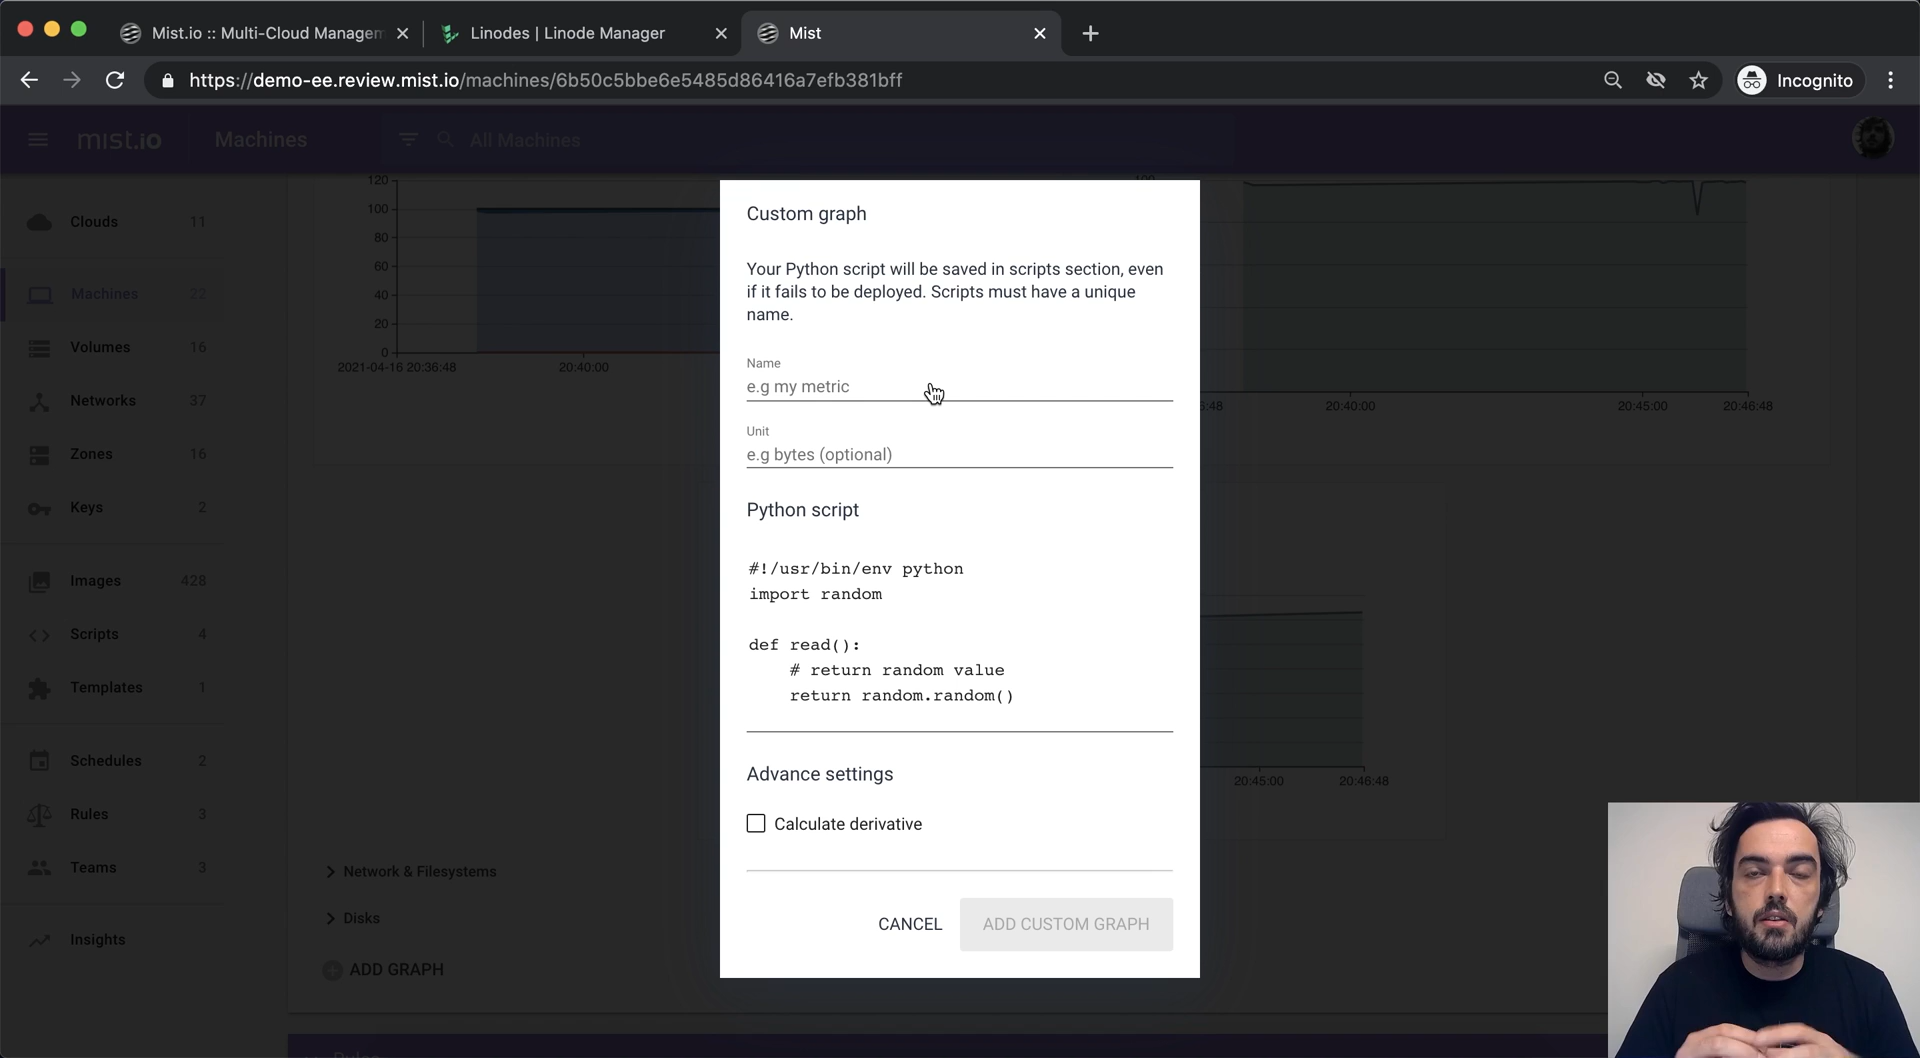 Mist.io :: Multi-Cloud Managem
Linodes | Linode Manager
Mist
https://demo-ee.review.mist.io/machines/6b50c5bbe6e5485d86416a7efb381bff
Incognito
mist.io
Machines
All Machines
Clouds 11
Machines 22
Volumes 16
Networks 37
Zones 16
Keys 2
Images 428
Scripts 4
Templates 1
Schedules 2
Rules 3
Teams 3
Insights
120
100
80
60
40
20
0
2021-04-16 20:36:48
20:40:00
Custom graph
Your Python script will be saved in scripts section, even
if it fails to be deployed. Scripts must have a unique
name.
Name
e.g my metric
Unit
e.g bytes (optional)
Python script
#!/usr/bin/env python
import random
def read():
# return random value
return random.random()
Advance settings
Calculate derivative
CANCEL
ADD CUSTOM GRAPH
100
5:48
20:40:00
20:45:00
20:46:48
20:45:00
20:46:48
Network & Filesystems
Disks
ADD GRAPH
Rules